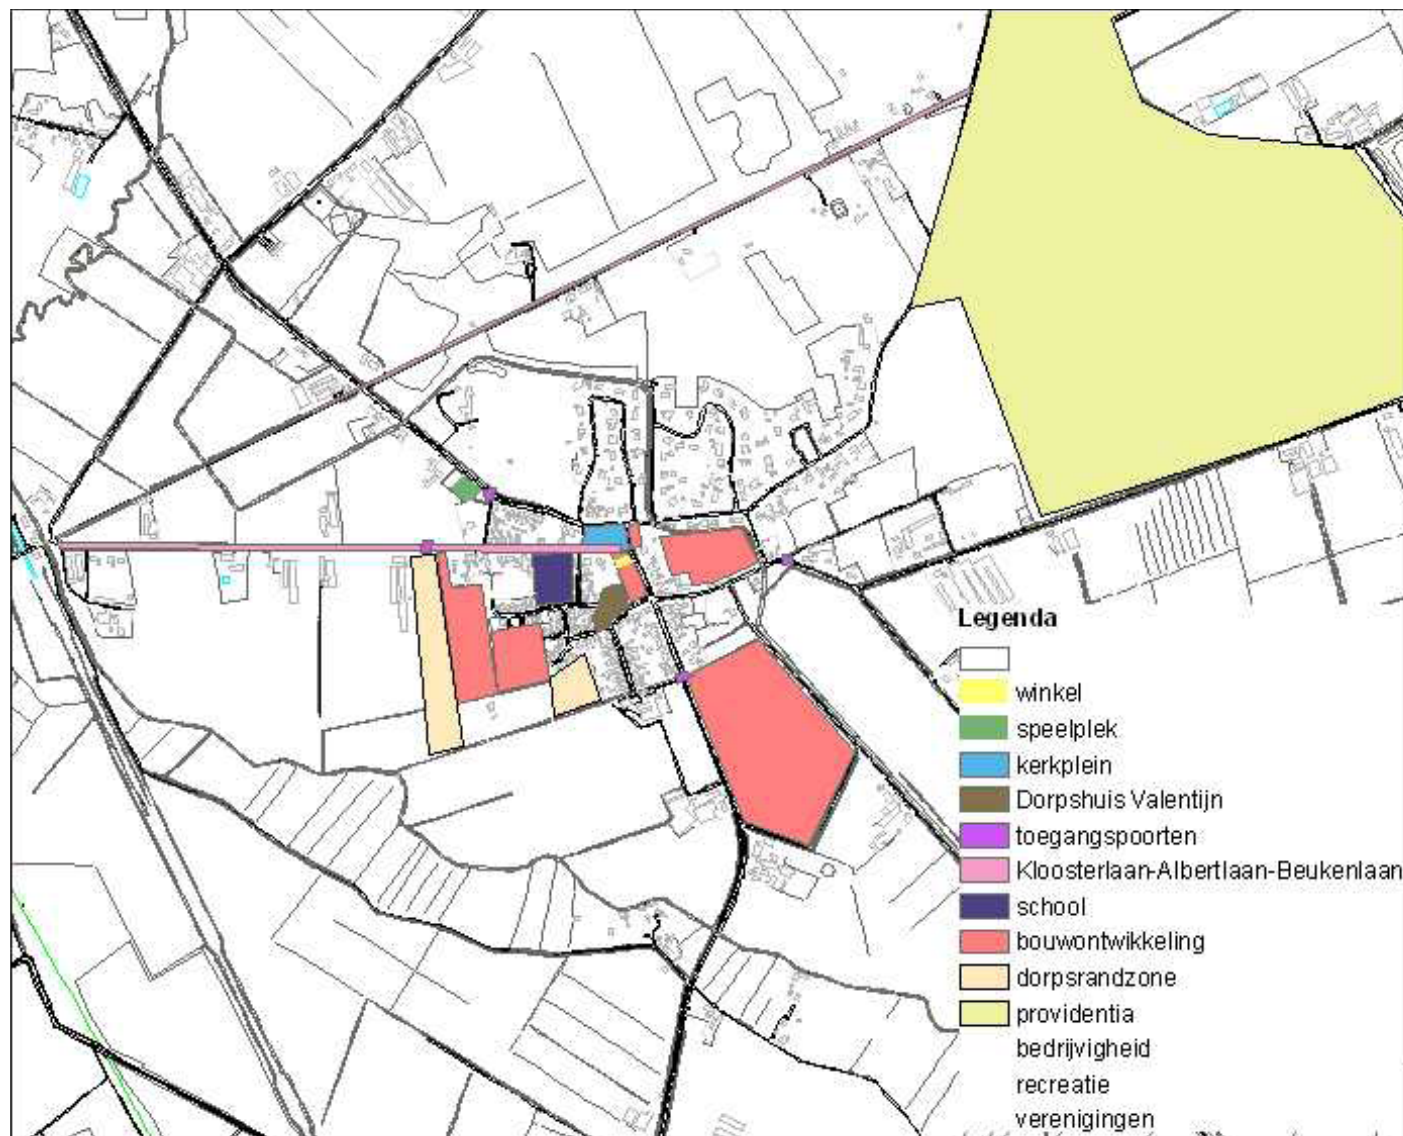 Legenda
winkel
speelplek
kerkplein
Dorpshuis Valentijn
toegangspoorten
Kloosterlaan-Albertlaan-Beukenlaan
school
bouwontwikkeling
dorpsrandzone
providentia
bedrijvigheid
recreatie
verenigingen